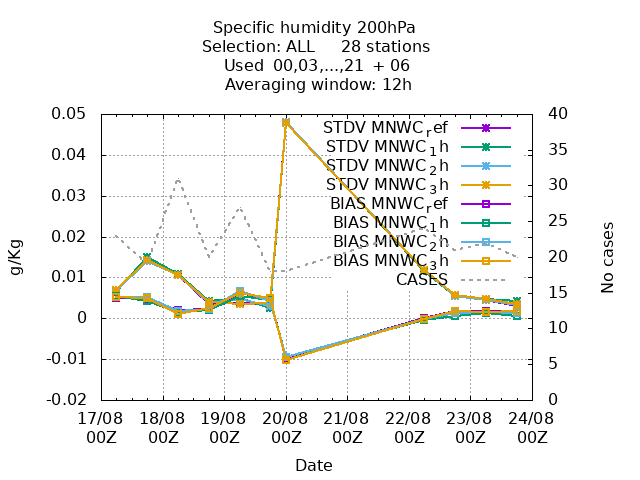 Specific humidity 200hPa
Selection: ALL 28 stations
Used 00,03,...,21 + 06
Averaging window: 12h
0.05
0.04
0.03
0.02
0.01
0
-0.01
-0.02
g/Kg
40
35
30
25
20
15
10
5
0
No cases
STDV MNWC_ref
STDV MNWC_1h
STDV MNWC_2h
STDV MNWC_3h
BIAS MNWC_ref
BIAS MNWC_1h
BIAS MNWC_2h
BIAS MNWC_3h
CASES
17/08 18/08 19/08 20/08 21/08 22/08 23/08 24/08
00Z 00Z 00Z 00Z 00Z 00Z 00Z 00Z
Date